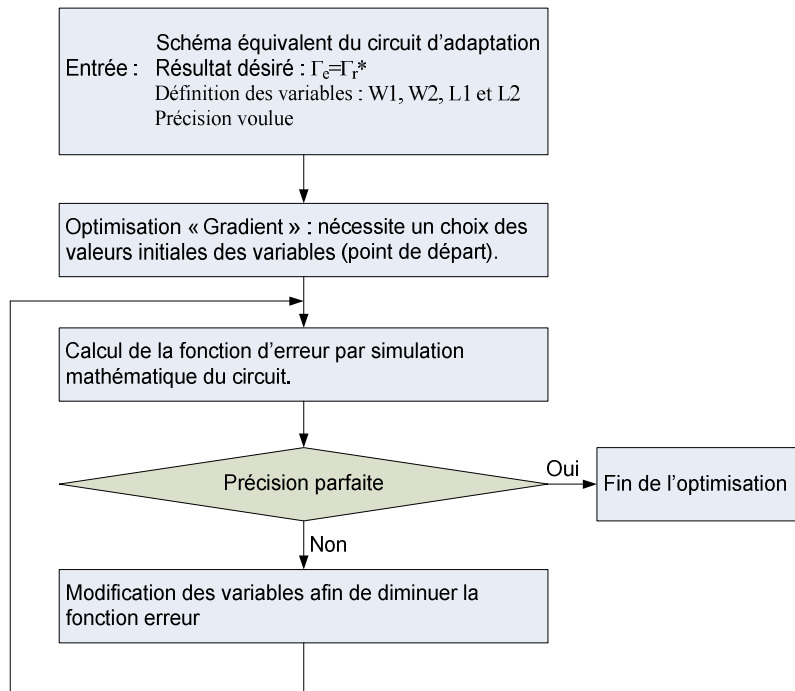 Schéma équivalent du circuit d'adaptation
Entrée : Résultat désiré : Γe=Γr*
Définition des variables : W1, W2, L1 et L2
Précision voulue
Optimisation « Gradient » : nécessite un choix des
valeurs initiales des variables (point de départ).
Calcul de la fonction d'erreur par simulation
mathématique du circuit.
Précision parfaite
Oui
Fin de l'optimisation
Non
Modification des variables afin de diminuer la
fonction erreur